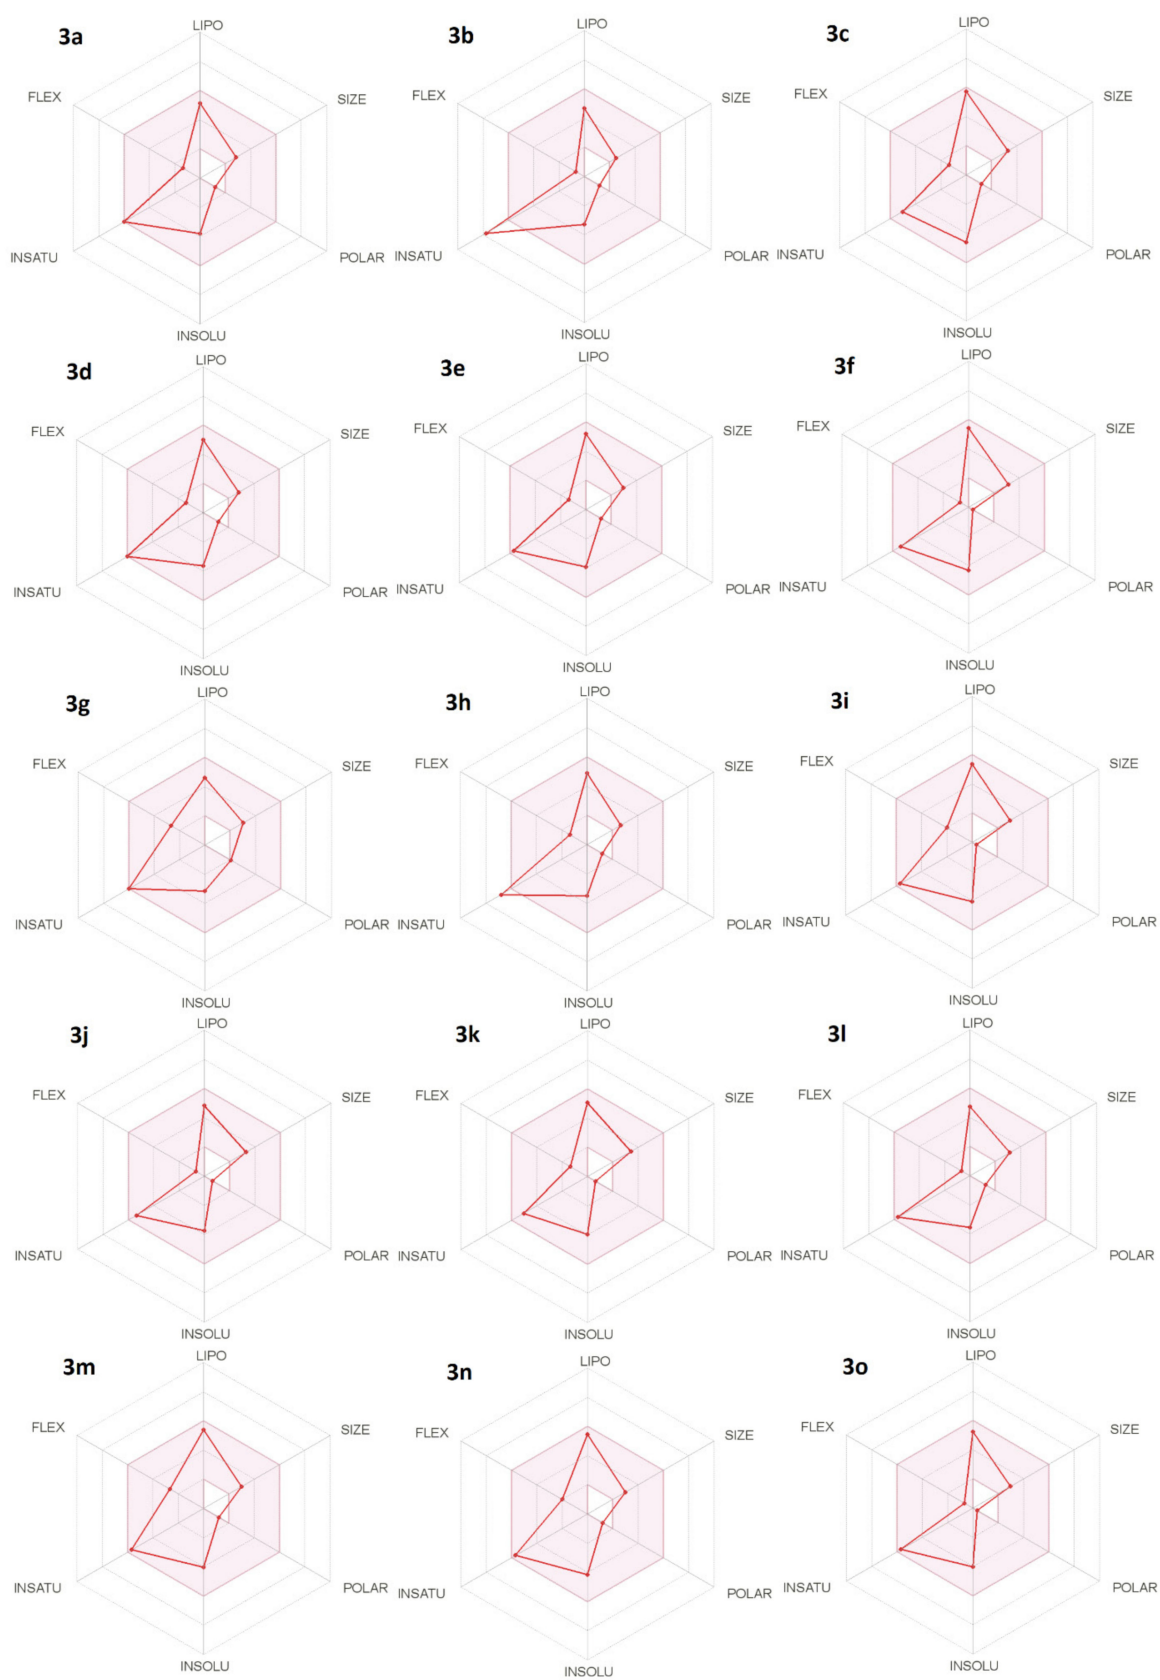 3a
LIPO
FLEX
SIZE
INSATU
POLAR
INSOLU
3b
LIPO
FLEX
SIZE
INSATU
POLAR
INSOLU
3c
LIPO
FLEX
SIZE
INSATU
POLAR
INSOLU
3d
LIPO
FLEX
SIZE
INSATU
POLAR
INSOLU
3e
LIPO
FLEX
SIZE
INSATU
POLAR
INSOLU
3f
LIPO
FLEX
SIZE
INSATU
POLAR
INSOLU
3g
LIPO
FLEX
SIZE
INSATU
POLAR
INSOLU
3h
LIPO
FLEX
SIZE
INSATU
POLAR
INSOLU
3i
LIPO
FLEX
SIZE
INSATU
POLAR
INSOLU
3j
LIPO
FLEX
SIZE
INSATU
POLAR
INSOLU
3k
LIPO
FLEX
SIZE
INSATU
POLAR
INSOLU
3l
LIPO
FLEX
SIZE
INSATU
POLAR
INSOLU
3m
LIPO
FLEX
SIZE
INSATU
POLAR
INSOLU
3n
LIPO
FLEX
SIZE
INSATU
POLAR
INSOLU
3o
LIPO
FLEX
SIZE
INSATU
POLAR
INSOLU